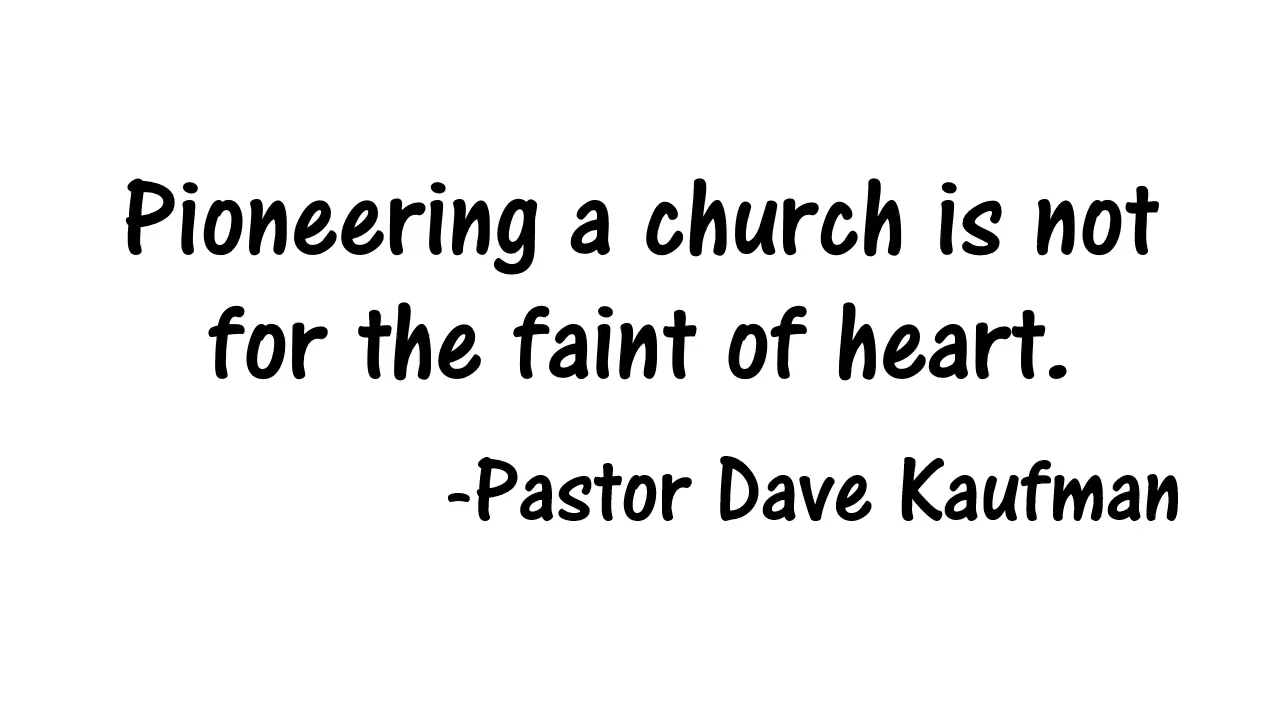 Pioneering a church is not
for the faint of heart.
-Pastor Dave Kaufman